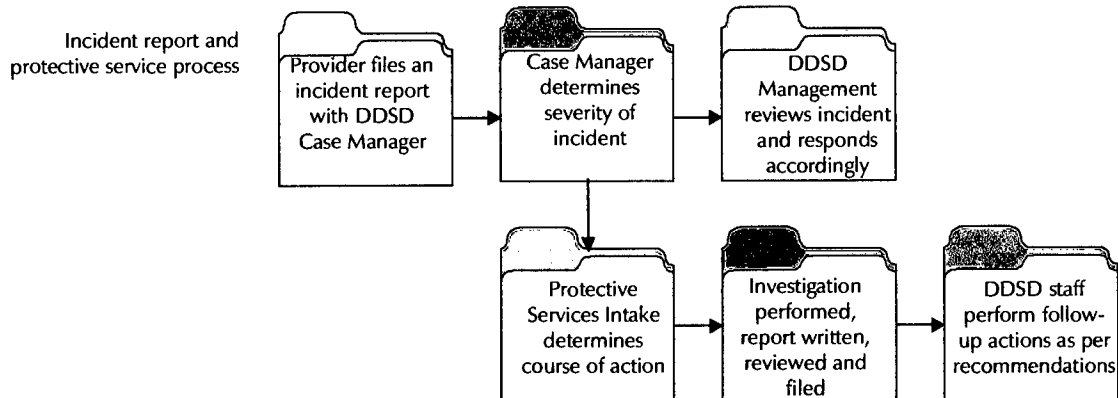 Incident report and
protective service process
Provider files an
incident report
with DDSD
Case Manager
Case Manager
determines
severity of
incident
DDSD
Management
reviews incident
and responds
accordingly
Protective
Services Intake
determines
course of action
Investigation
performed,
report written,
reviewed and
filed
DDSD staff
perform follow-
up actions as per
recommendations